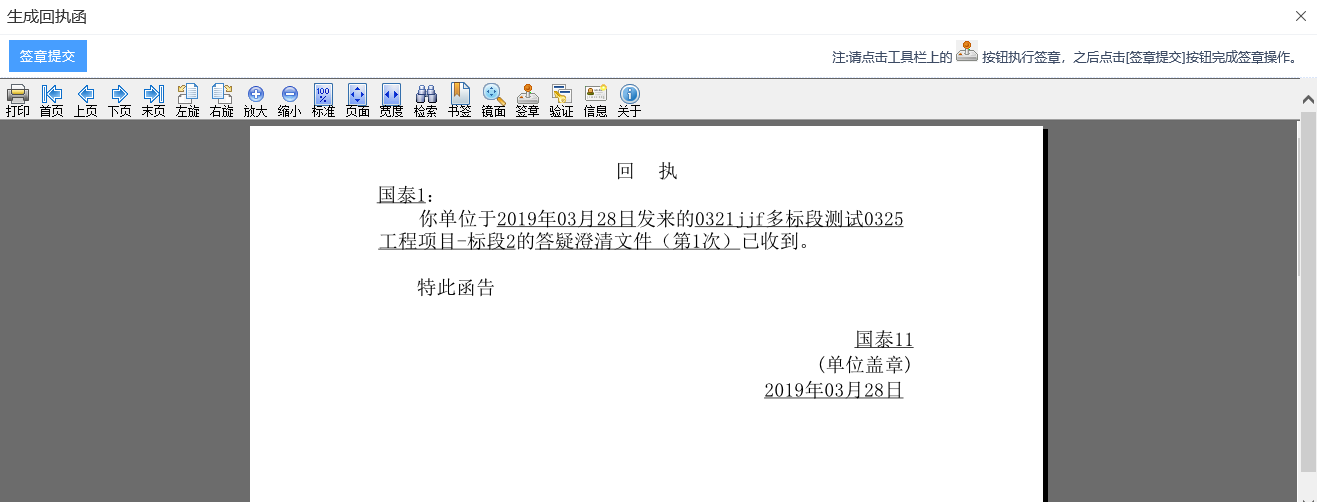 生成回执函
签章提交
注:请点击工具栏上的 按钮执行签章，之后点击[签章提交]按钮完成签章操作。
打印 首页 上页 下页 末页 左旋 右旋 放大 缩小 标准 页面 宽度 检索 书签 镜面 签章 验证 信息 关于
回 执
国泰1：
你单位于2019年03月28日发来的0321jjf多标段测试0325
工程项目-标段2的答疑澄清文件（第1次）已收到。
特此函告
国泰11
(单位盖章)
2019年03月28日